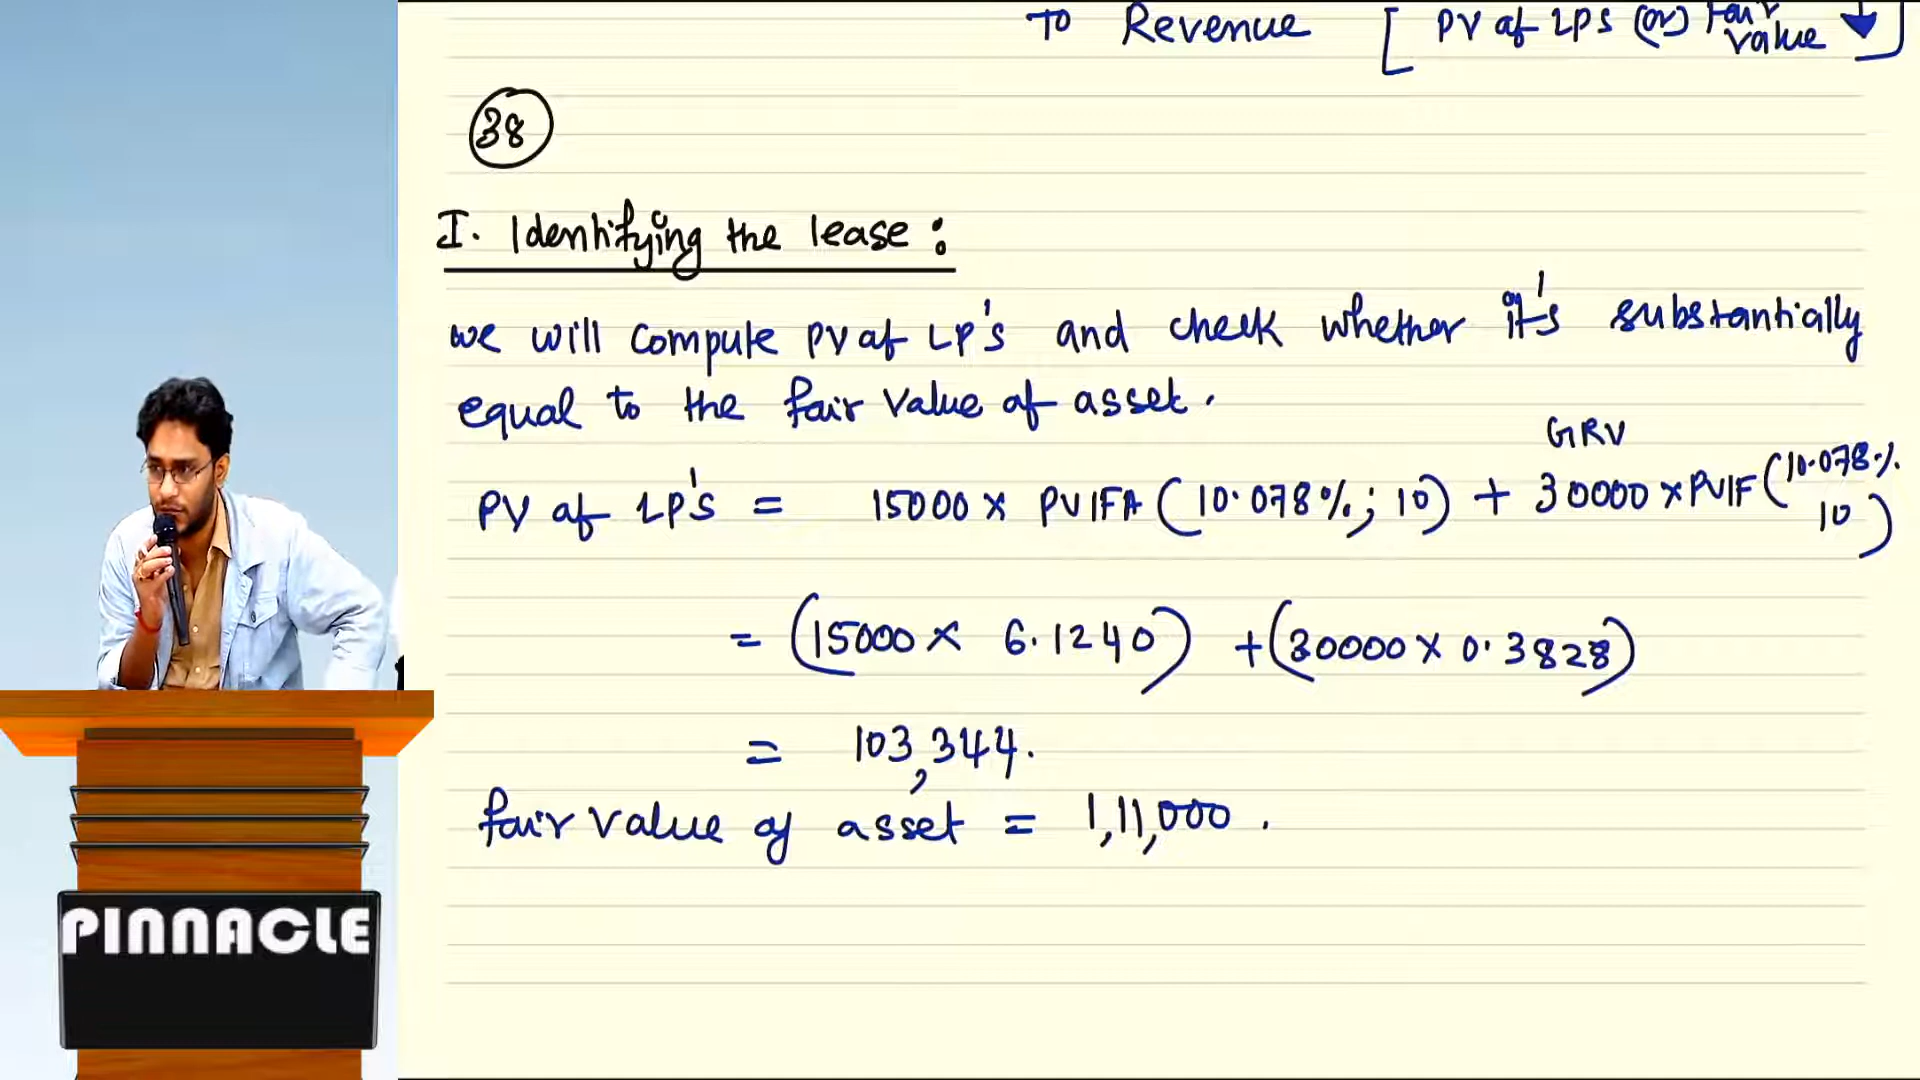 To Revenue [ PV of LPS (or) Fair value ↓ ]
38
I. Identifying the lease :
we will compute PV of LP's and check whether it's substantially
equal to the fair value of asset.
GRV
PV of LP's = 15000 × PVIFA (10.078%; 10) + 30000 × PVIF (10.078% 10)
= (15000 × 6.1240) + (30000 × 0.3828)
= 103,344.
fair value of asset = 1,11,000 .
PINNACLE